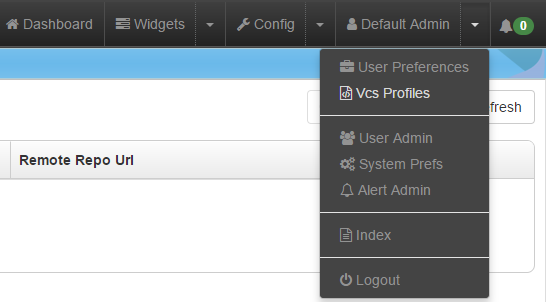 Dashboard Widgets Config Default Admin 0
User Preferences
Vcs Profiles
fresh
Remote Repo Url
User Admin
System Prefs
Alert Admin
Index
Logout